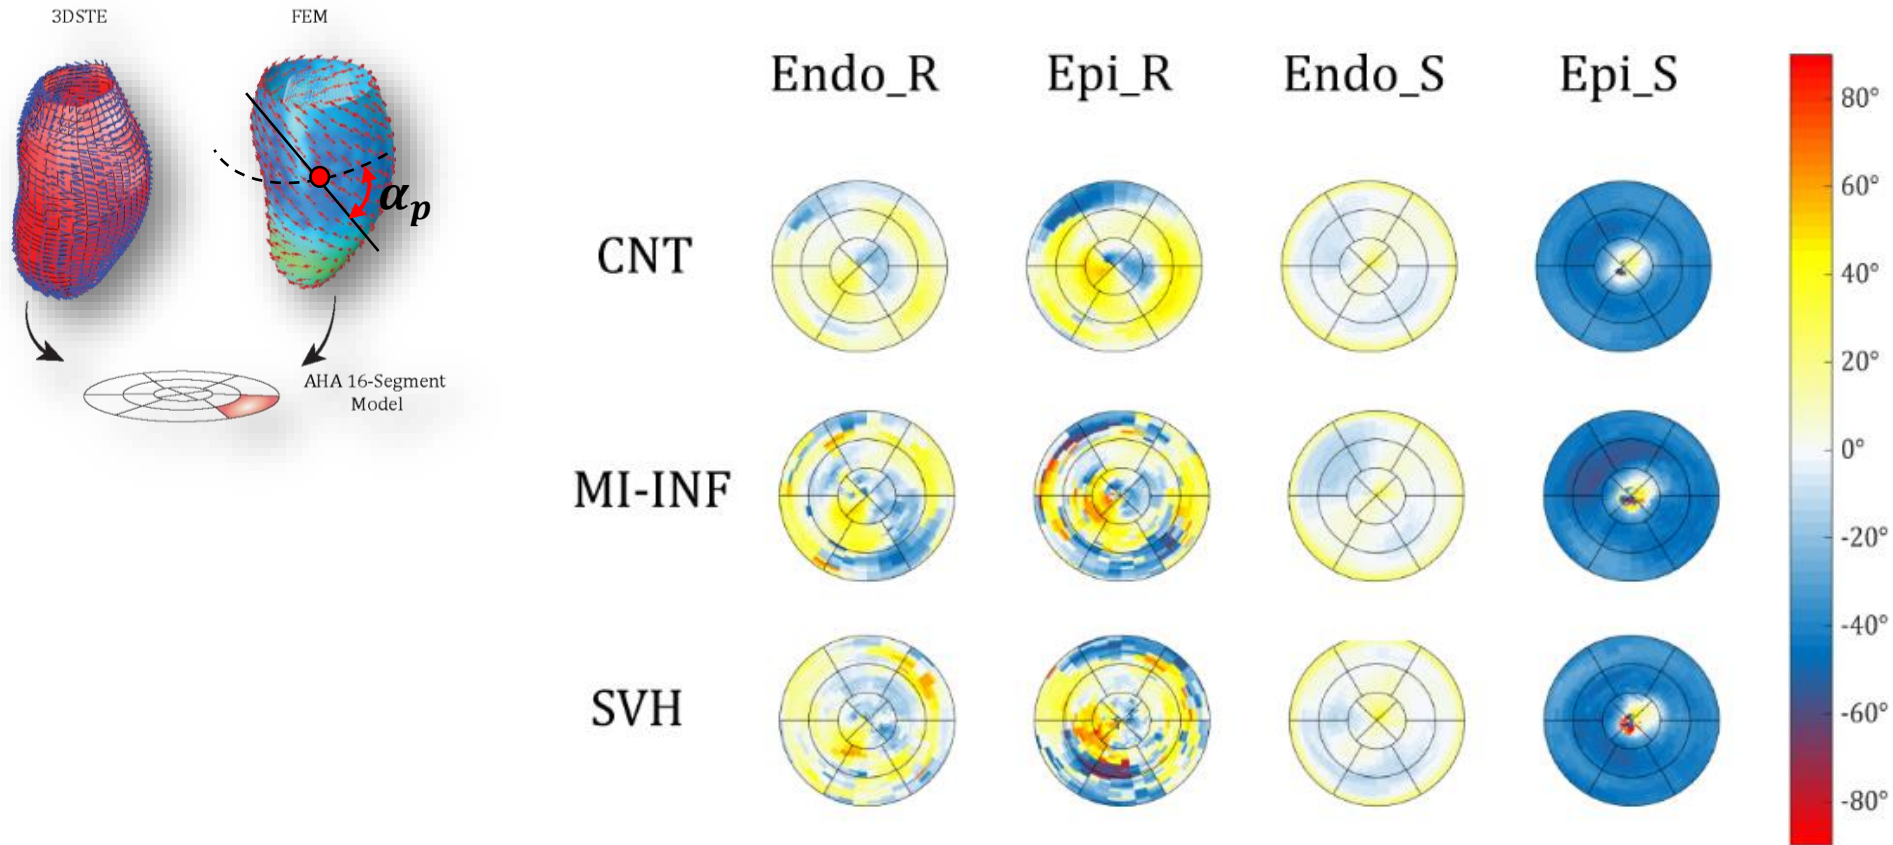 3DSTE
FEM
α_p
AHA 16-Segment
Model
Endo_R
Epi_R
Endo_S
Epi_S
CNT
MI-INF
SVH
80°
60°
40°
20°
0°
-20°
-40°
-60°
-80°